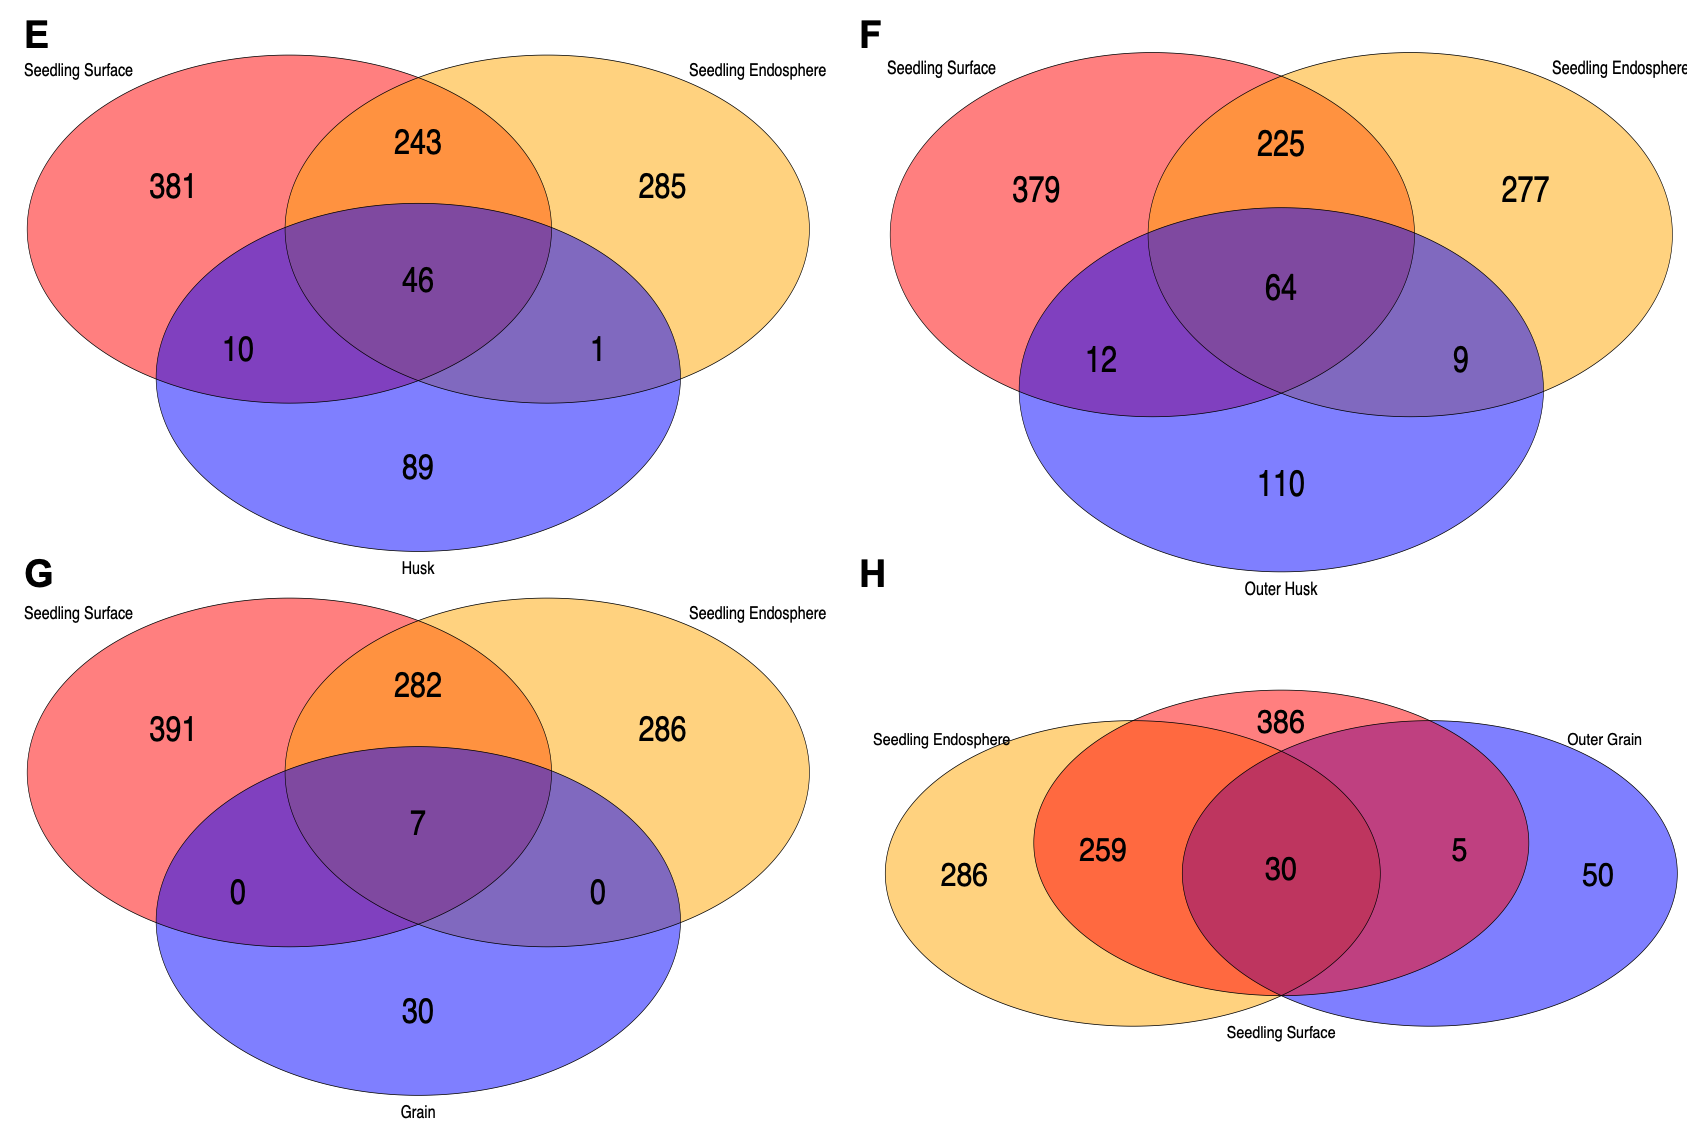 E
Seedling Surface
Seedling Endosphere
243
381
285
46
10
1
89
Husk
F
Seedling Surface
Seedling Endosphere
225
379
277
64
12
9
110
Outer Husk
G
Seedling Surface
Seedling Endosphere
282
391
286
7
0
0
30
Grain
H
386
Seedling Endosphere
Outer Grain
259
5
30
286
50
Seedling Surface